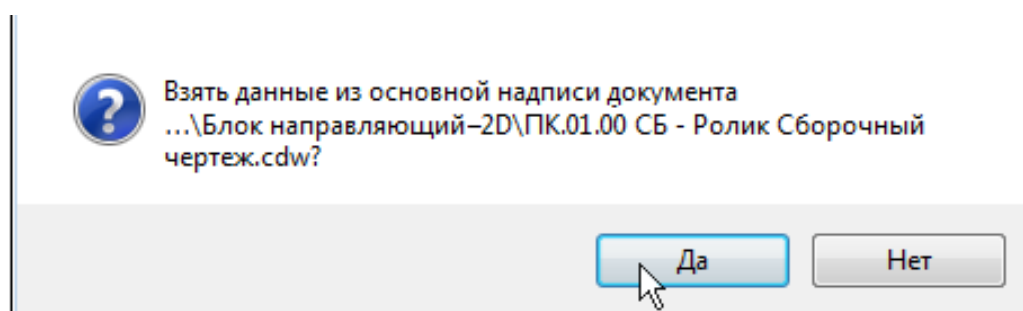 Взять данные из основной надписи документа
...\Блок направляющий–2D\ПК.01.00 СБ - Ролик Сборочный
чертеж.cdw?
Да Нет